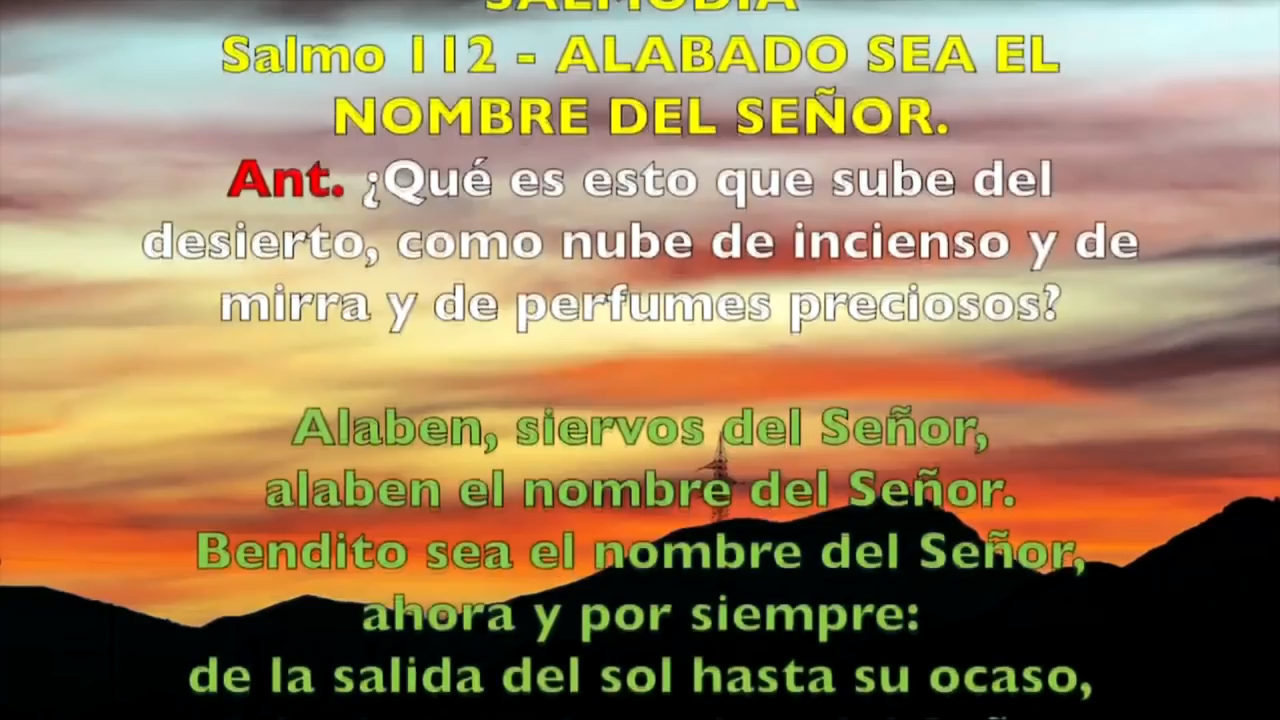 SALMODIA
Salmo 112 - ALABADO SEA EL
NOMBRE DEL SEÑOR.
Ant. ¿Qué es esto que sube del
desierto, como nube de incienso y de
mirra y de perfumes preciosos?
Alaben, siervos del Señor,
alaben el nombre del Señor.
Bendito sea el nombre del Señor,
ahora y por siempre:
de la salida del sol hasta su ocaso,